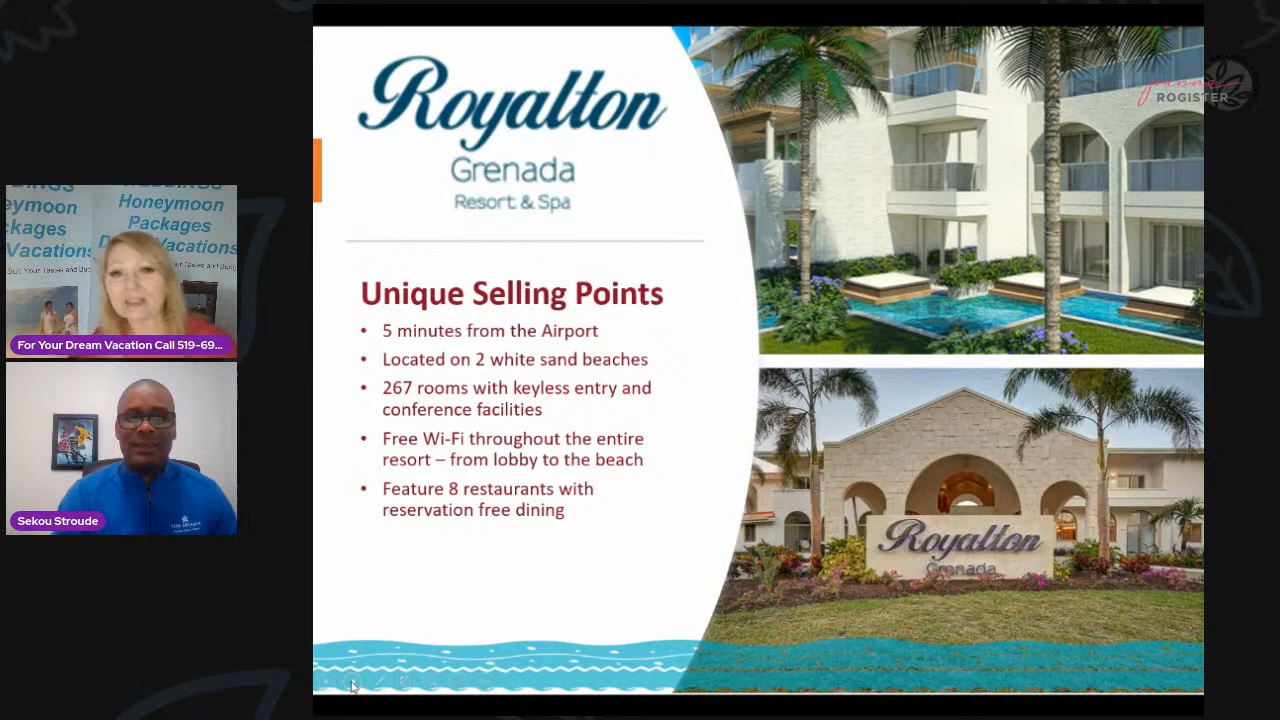 Royalton
Grenada
Resort & Spa
Unique Selling Points
• 5 minutes from the Airport
• Located on 2 white sand beaches
• 267 rooms with keyless entry and
conference facilities
• Free Wi-Fi throughout the entire
resort – from lobby to the beach
• Feature 8 restaurants with
reservation free dining
joanna
ROGISTER
Royalton
Grenada
Honeymoon
Packages
Vacations
For Your Dream Vacation Call 519-69...
Sekou Stroude